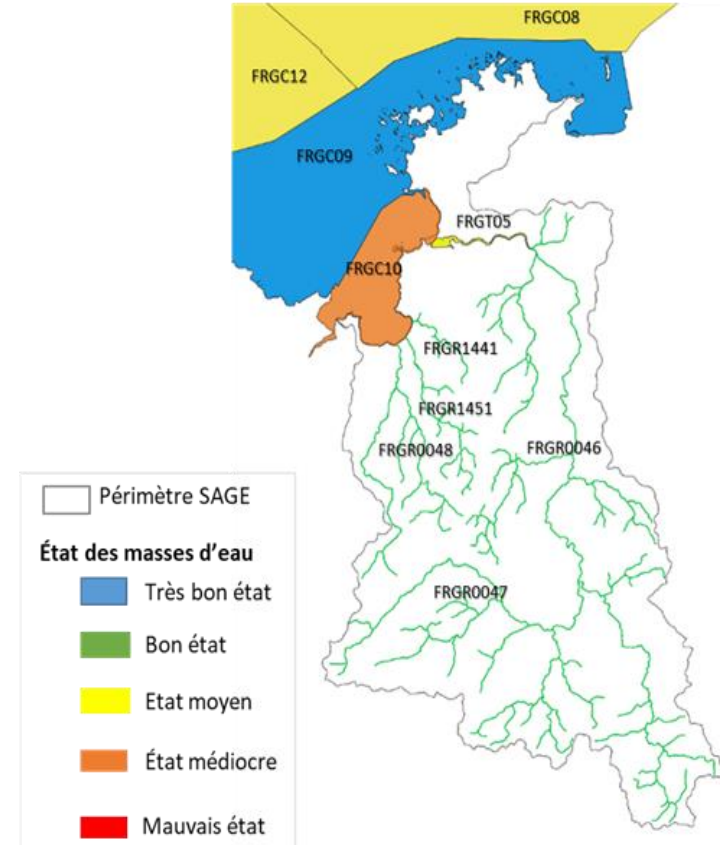 FRGC08
FRGC12
FRGC09
FRGT05
FRGC10
FRGR1441
FRGR1451
FRGR0048
FRGR0046
FRGR0047
Périmètre SAGE
État des masses d'eau
Très bon état
Bon état
Etat moyen
État médiocre
Mauvais état